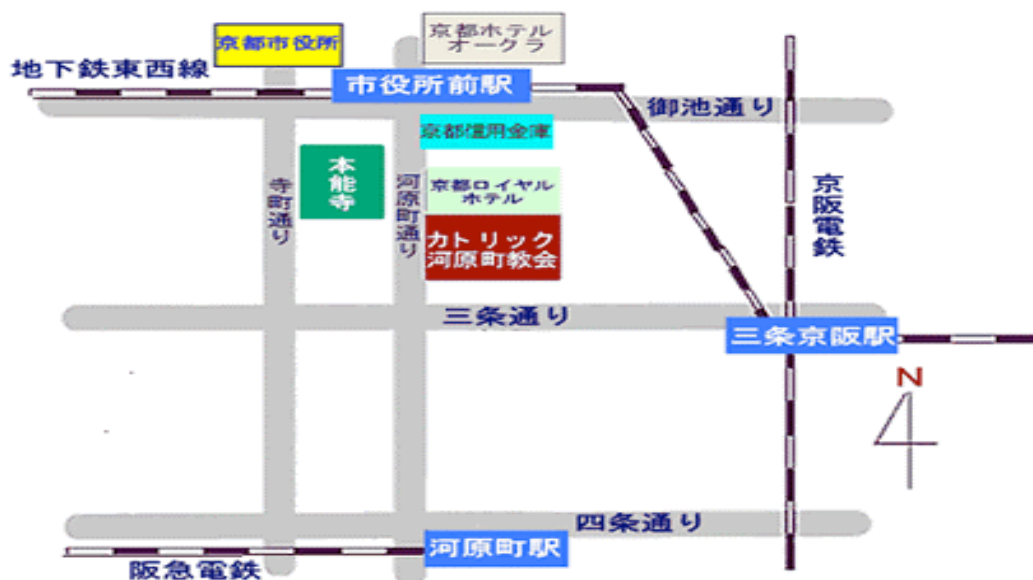 京都市役所
京都ホテル
オークラ
地下鉄東西線
市役所前駅
御池通り
京都信用金庫
本能寺
寺町通り
河原町通り
京都ロイヤル
ホテル
京阪電鉄
カトリック
河原町教会
三条通り
三条京阪駅
N
四条通り
河原町駅
阪急電鉄